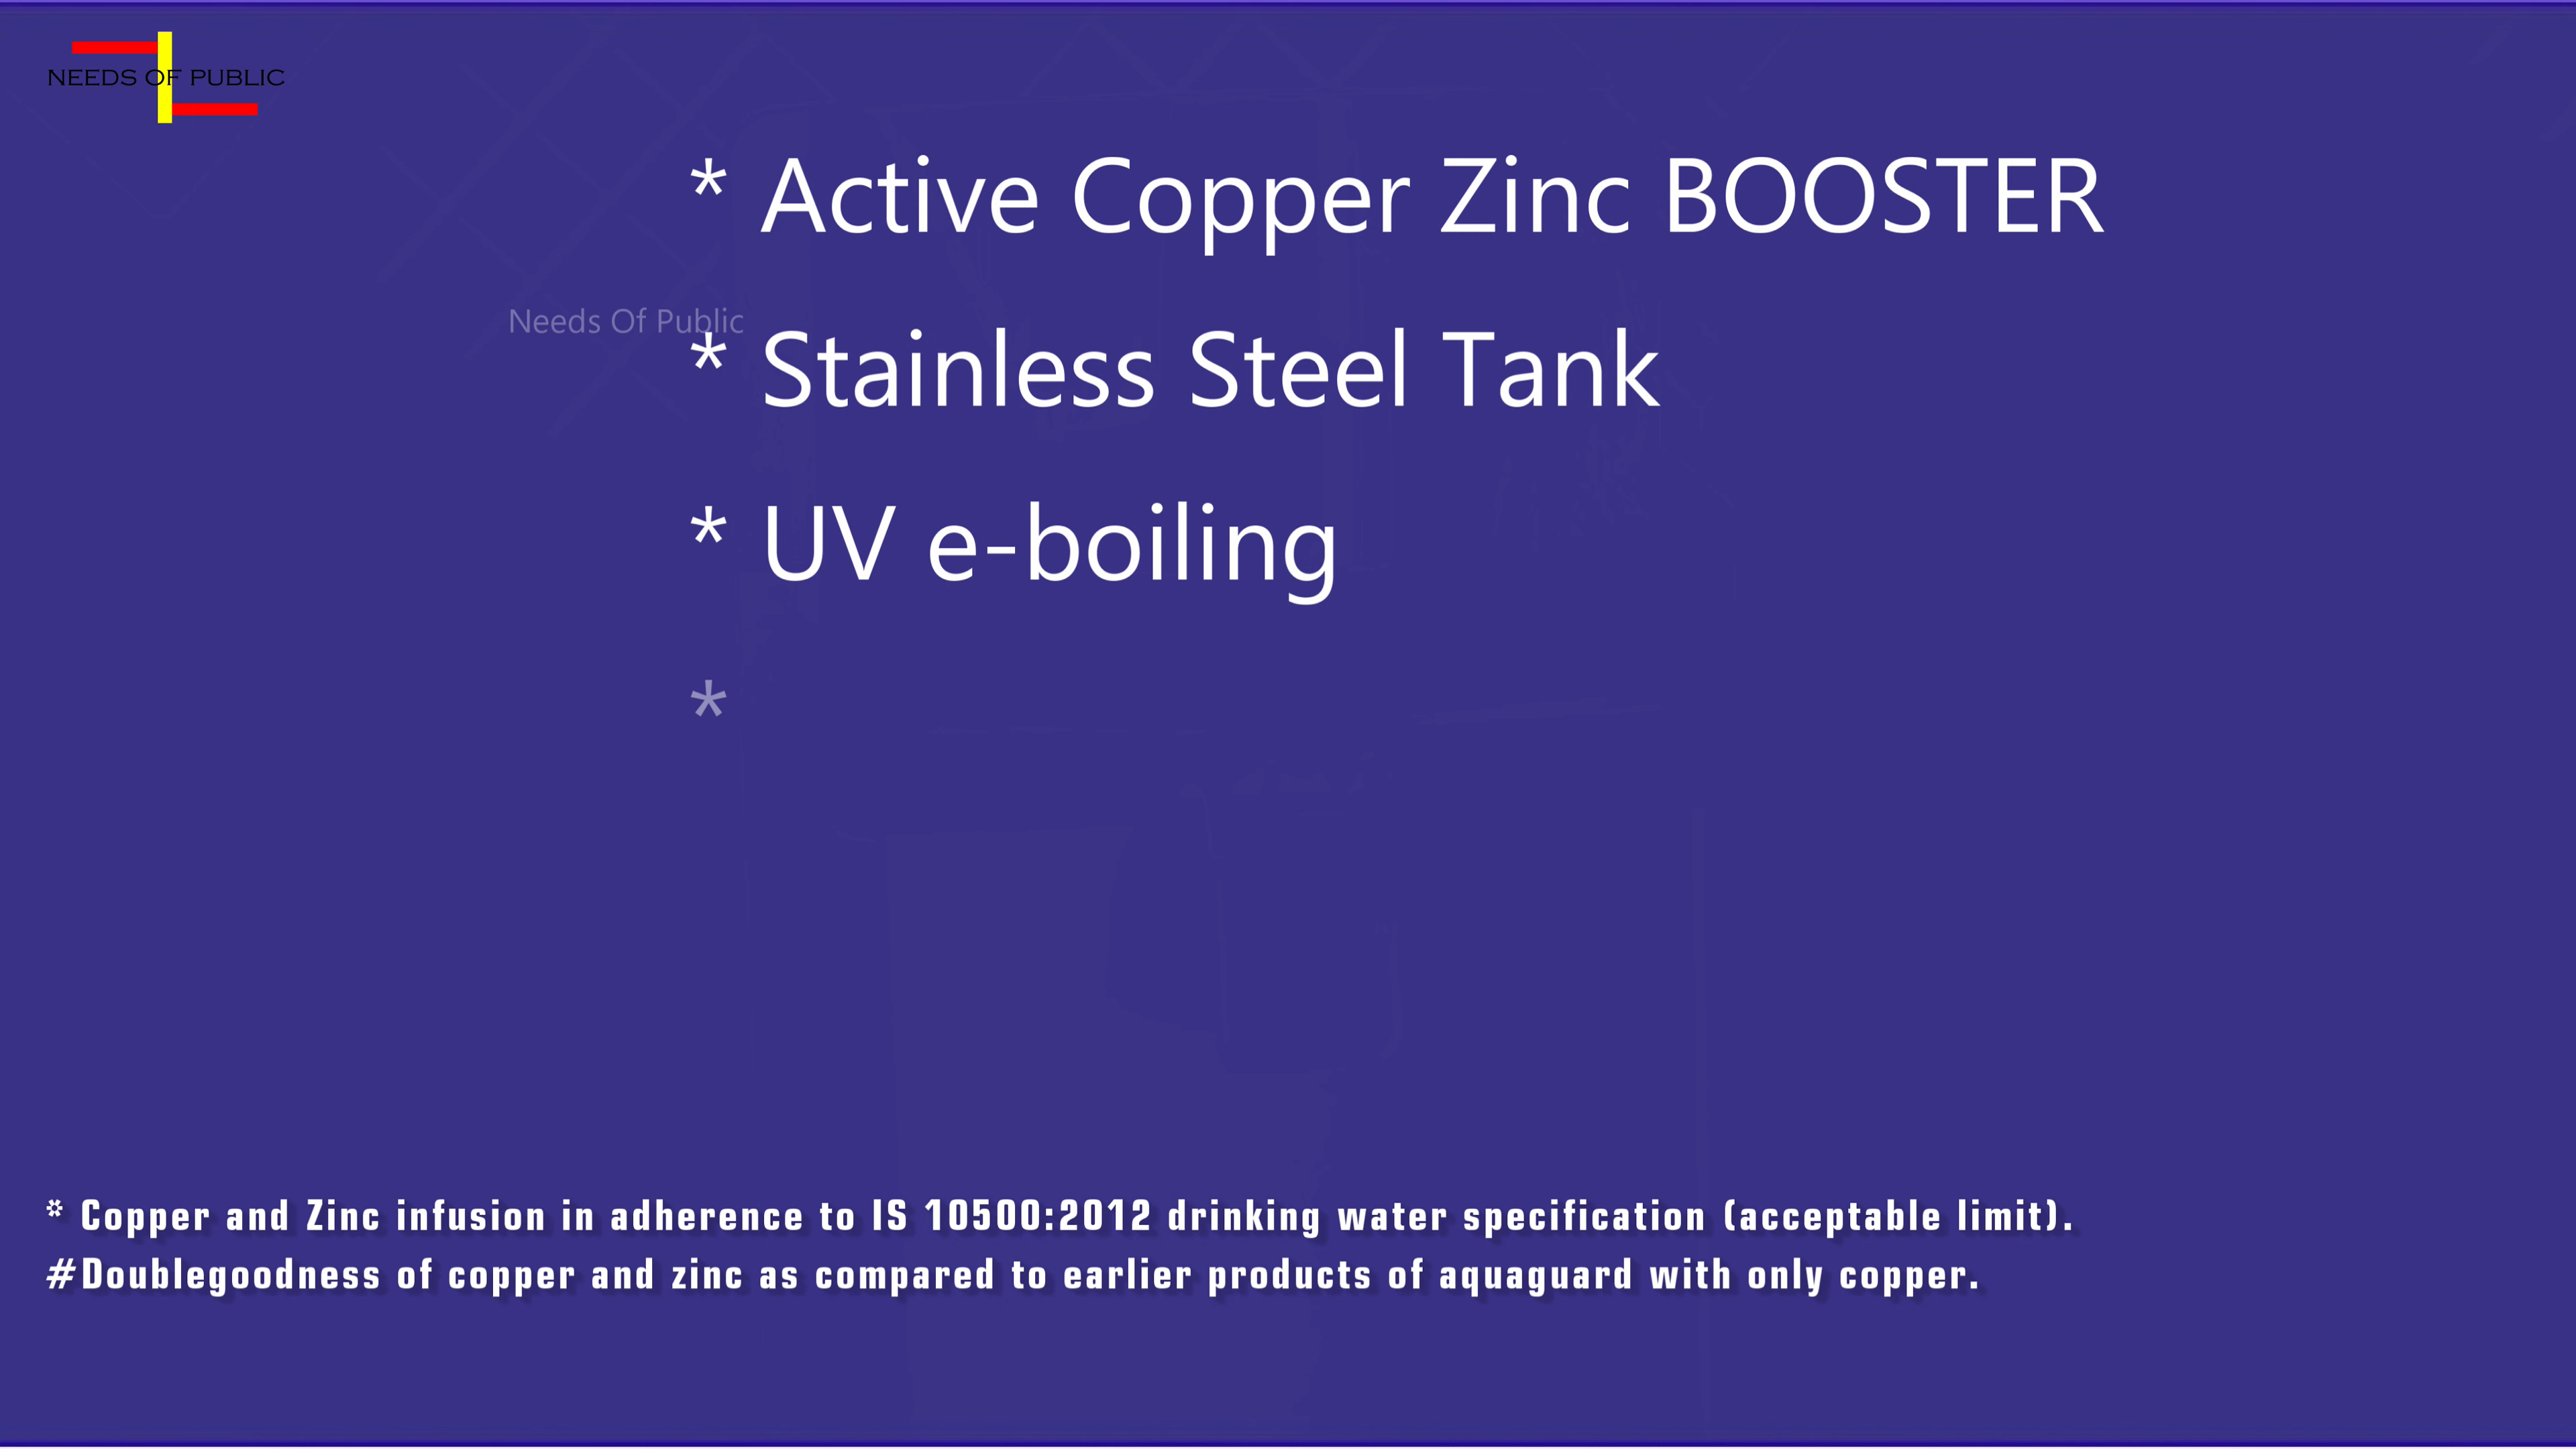 NEEDS OF PUBLIC
* Active Copper Zinc BOOSTER
Needs Of Public
* Stainless Steel Tank
* UV e-boiling
*
* Copper and Zinc infusion in adherence to IS 10500:2012 drinking water specification (acceptable limit).
#Doublegoodness of copper and zinc as compared to earlier products of aquaguard with only copper.